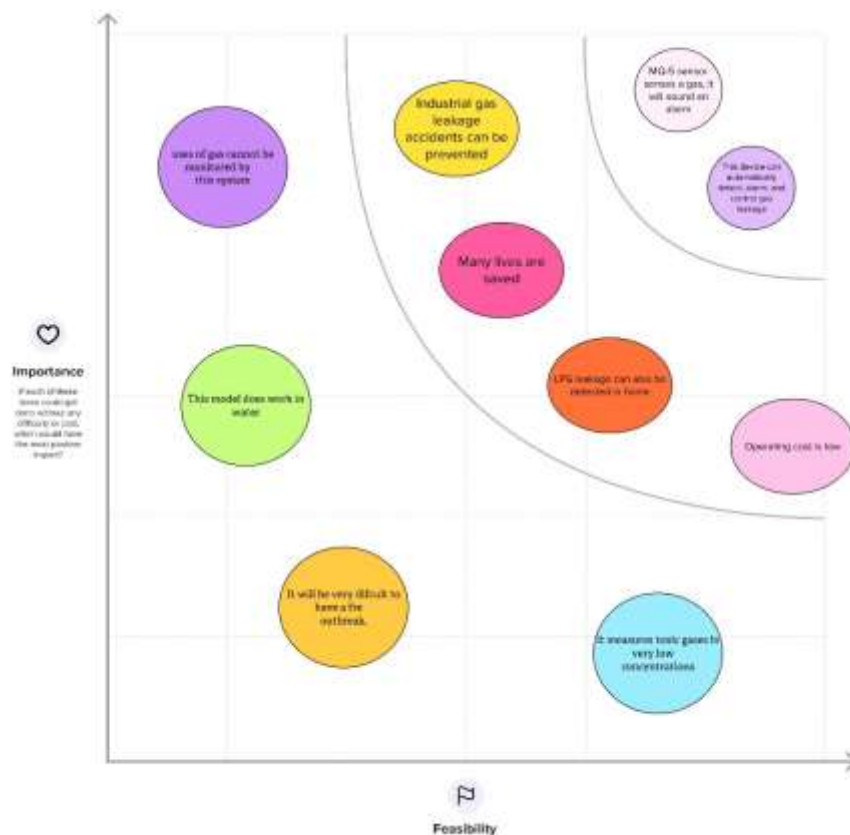 MQ-5 sensor
senses a gas, it
will sound an
alarm
Industrial gas
leakage
accidents can be
prevented
uses of gas cannot be
monitored by
this system
This device can
automatically
detect, alarm, and
control gas
leakage
Many lives are
saved
Importance
If each of these
tasks could get
done without any
difficulty or cost,
which would have
the most positive
impact?
This model does work in
water
LPG leakage can also be
detected in home
Operating cost is low
It will be very difficult to
have a fire
outbreak.
it measures toxic gases in
very low
concentrations
Feasibility